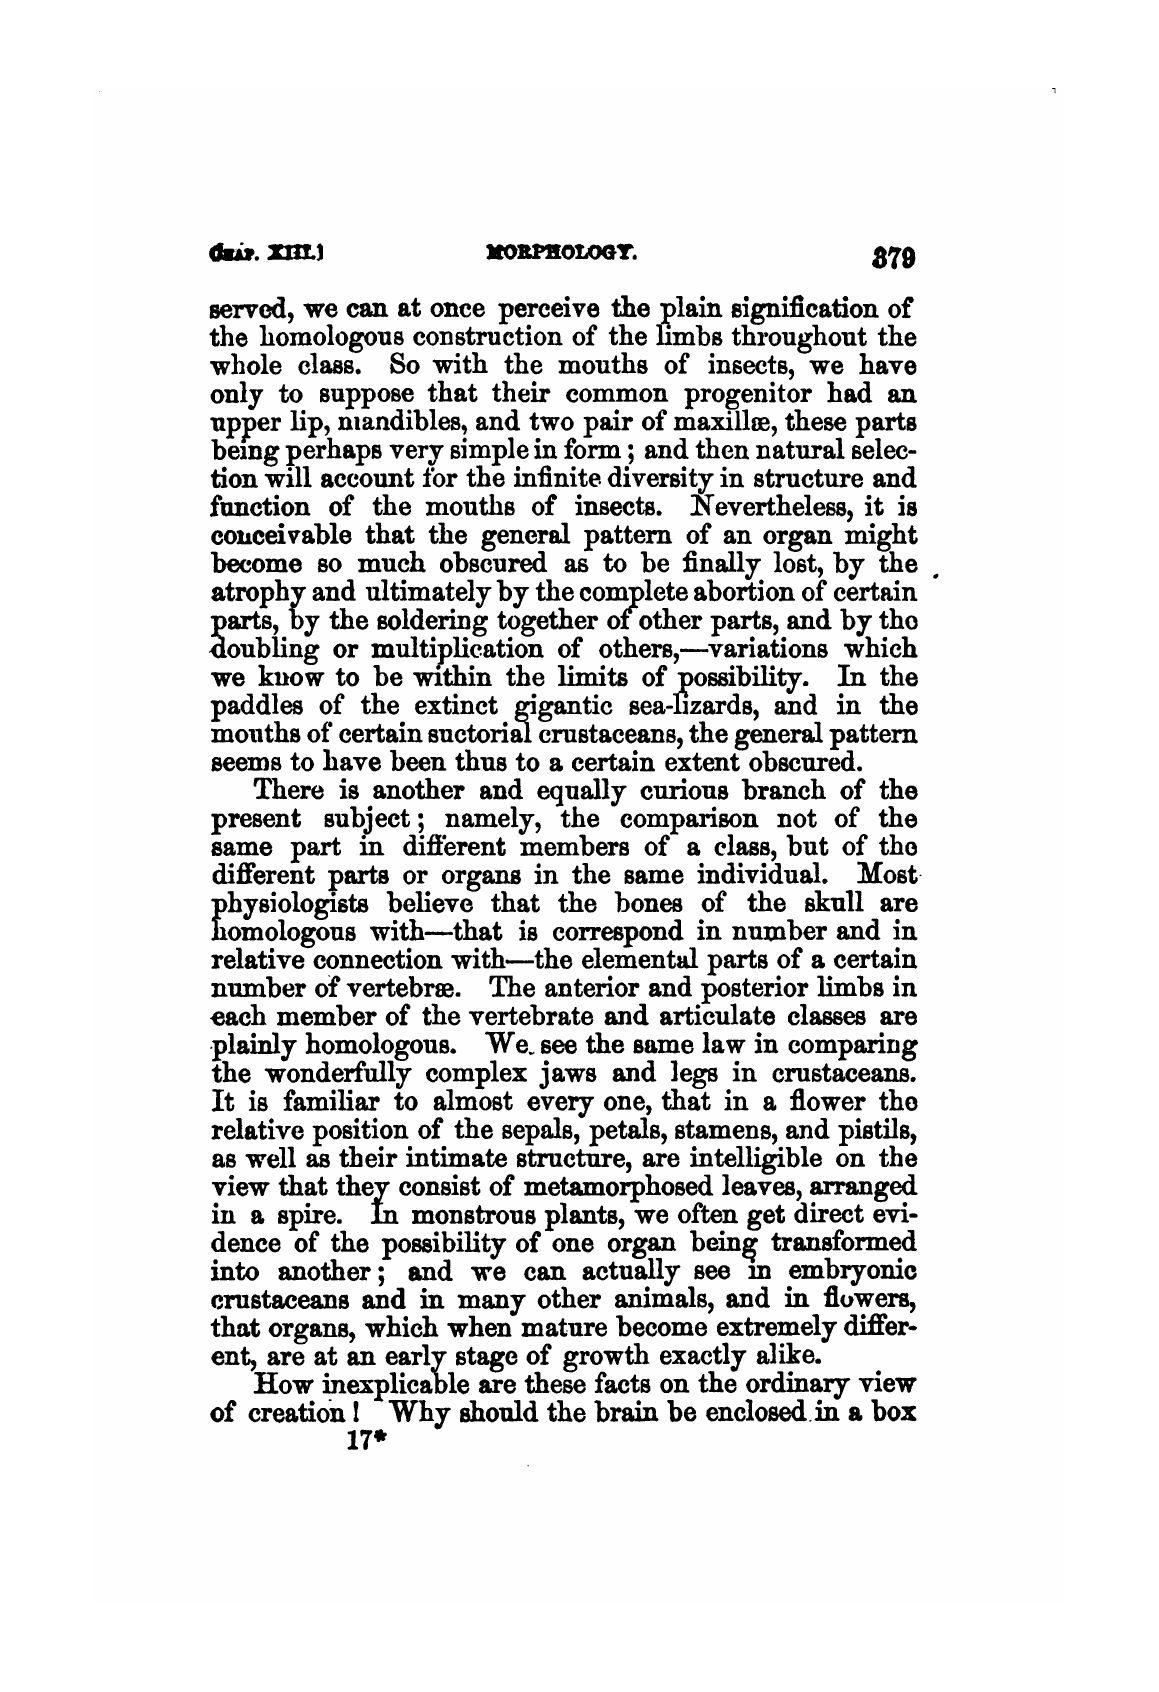 CHAP. XIII.] MORPHOLOGY. 379
served, we can at once perceive the plain signification of
the homologous construction of the limbs throughout the
whole class. So with the mouths of insects, we have
only to suppose that their common progenitor had an
upper lip, mandibles, and two pair of maxillæ, these parts
being perhaps very simple in form; and then natural selec-
tion will account for the infinite diversity in structure and
function of the mouths of insects. Nevertheless, it is
conceivable that the general pattern of an organ might
become so much obscured as to be finally lost, by the
atrophy and ultimately by the complete abortion of certain
parts, by the soldering together of other parts, and by the
doubling or multiplication of others,—variations which
we know to be within the limits of possibility. In the
paddles of the extinct gigantic sea-lizards, and in the
mouths of certain suctorial crustaceans, the general pattern
seems to have been thus to a certain extent obscured.
There is another and equally curious branch of the
present subject; namely, the comparison not of the
same part in different members of a class, but of the
different parts or organs in the same individual. Most
physiologists believe that the bones of the skull are
homologous with—that is correspond in number and in
relative connection with—the elemental parts of a certain
number of vertebræ. The anterior and posterior limbs in
each member of the vertebrate and articulate classes are
plainly homologous. We see the same law in comparing
the wonderfully complex jaws and legs in crustaceans.
It is familiar to almost every one, that in a flower the
relative position of the sepals, petals, stamens, and pistils,
as well as their intimate structure, are intelligible on the
view that they consist of metamorphosed leaves, arranged
in a spire. In monstrous plants, we often get direct evi-
dence of the possibility of one organ being transformed
into another; and we can actually see in embryonic
crustaceans and in many other animals, and in flowers,
that organs, which when mature become extremely differ-
ent, are at an early stage of growth exactly alike.
How inexplicable are these facts on the ordinary view
of creation! Why should the brain be enclosed in a box
17*